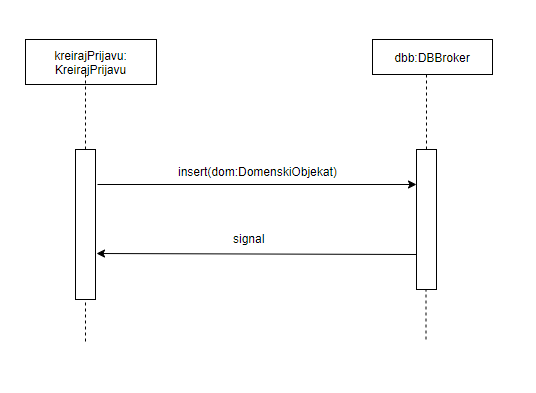 kreirajPrijavu:
KreirajPrijavu
dbb:DBBroker
insert(dom:DomenskiObjekat)
signal